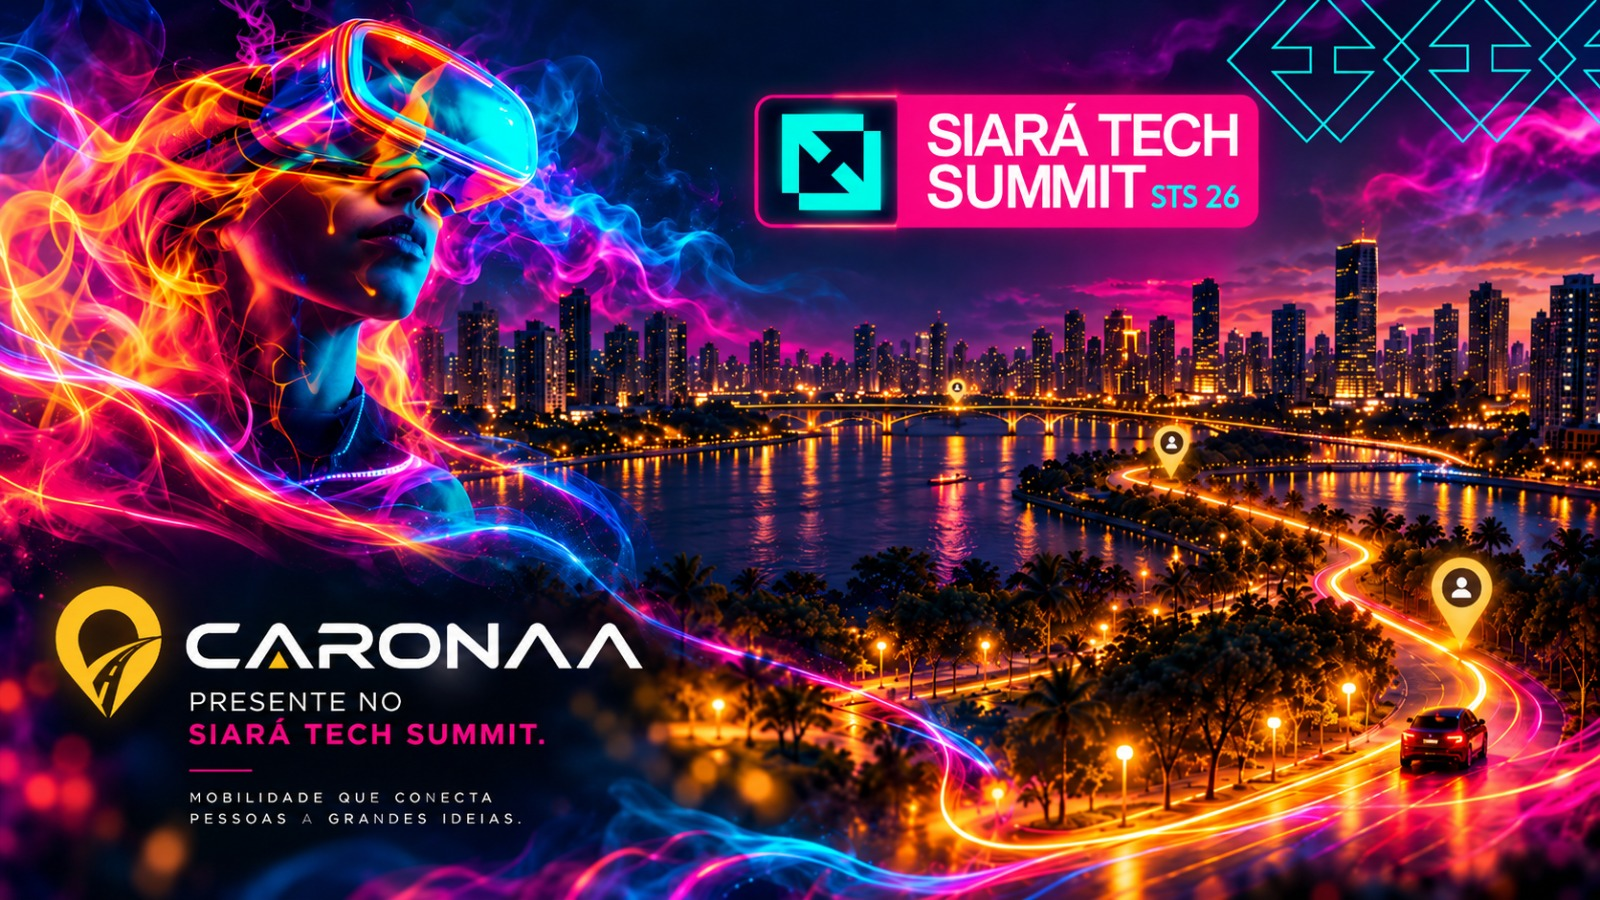 SIARÁ TECH
SUMMIT STS 26
CARONAA
PRESENTE NO
SIARÁ TECH SUMMIT.
MOBILIDADE QUE CONECTA
PESSOAS A GRANDES IDEIAS.